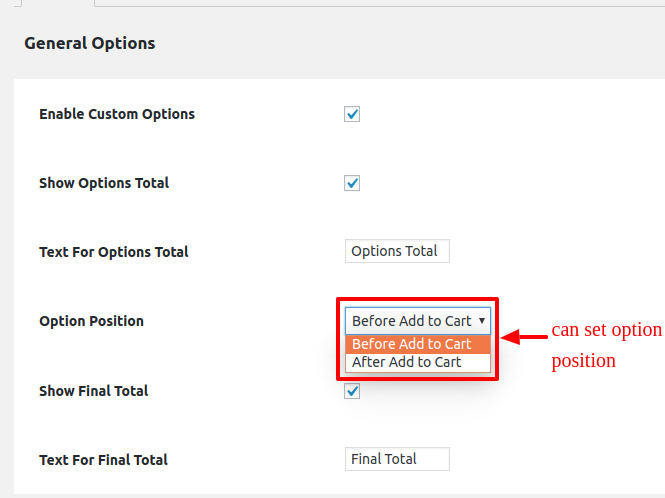 General Options
Enable Custom Options
Show Options Total
Text For Options Total
Options Total
Option Position
Before Add to Cart
can set option
Before Add to Cart
position
After Add to Cart
Show Final Total
Text For Final Total
Final Total